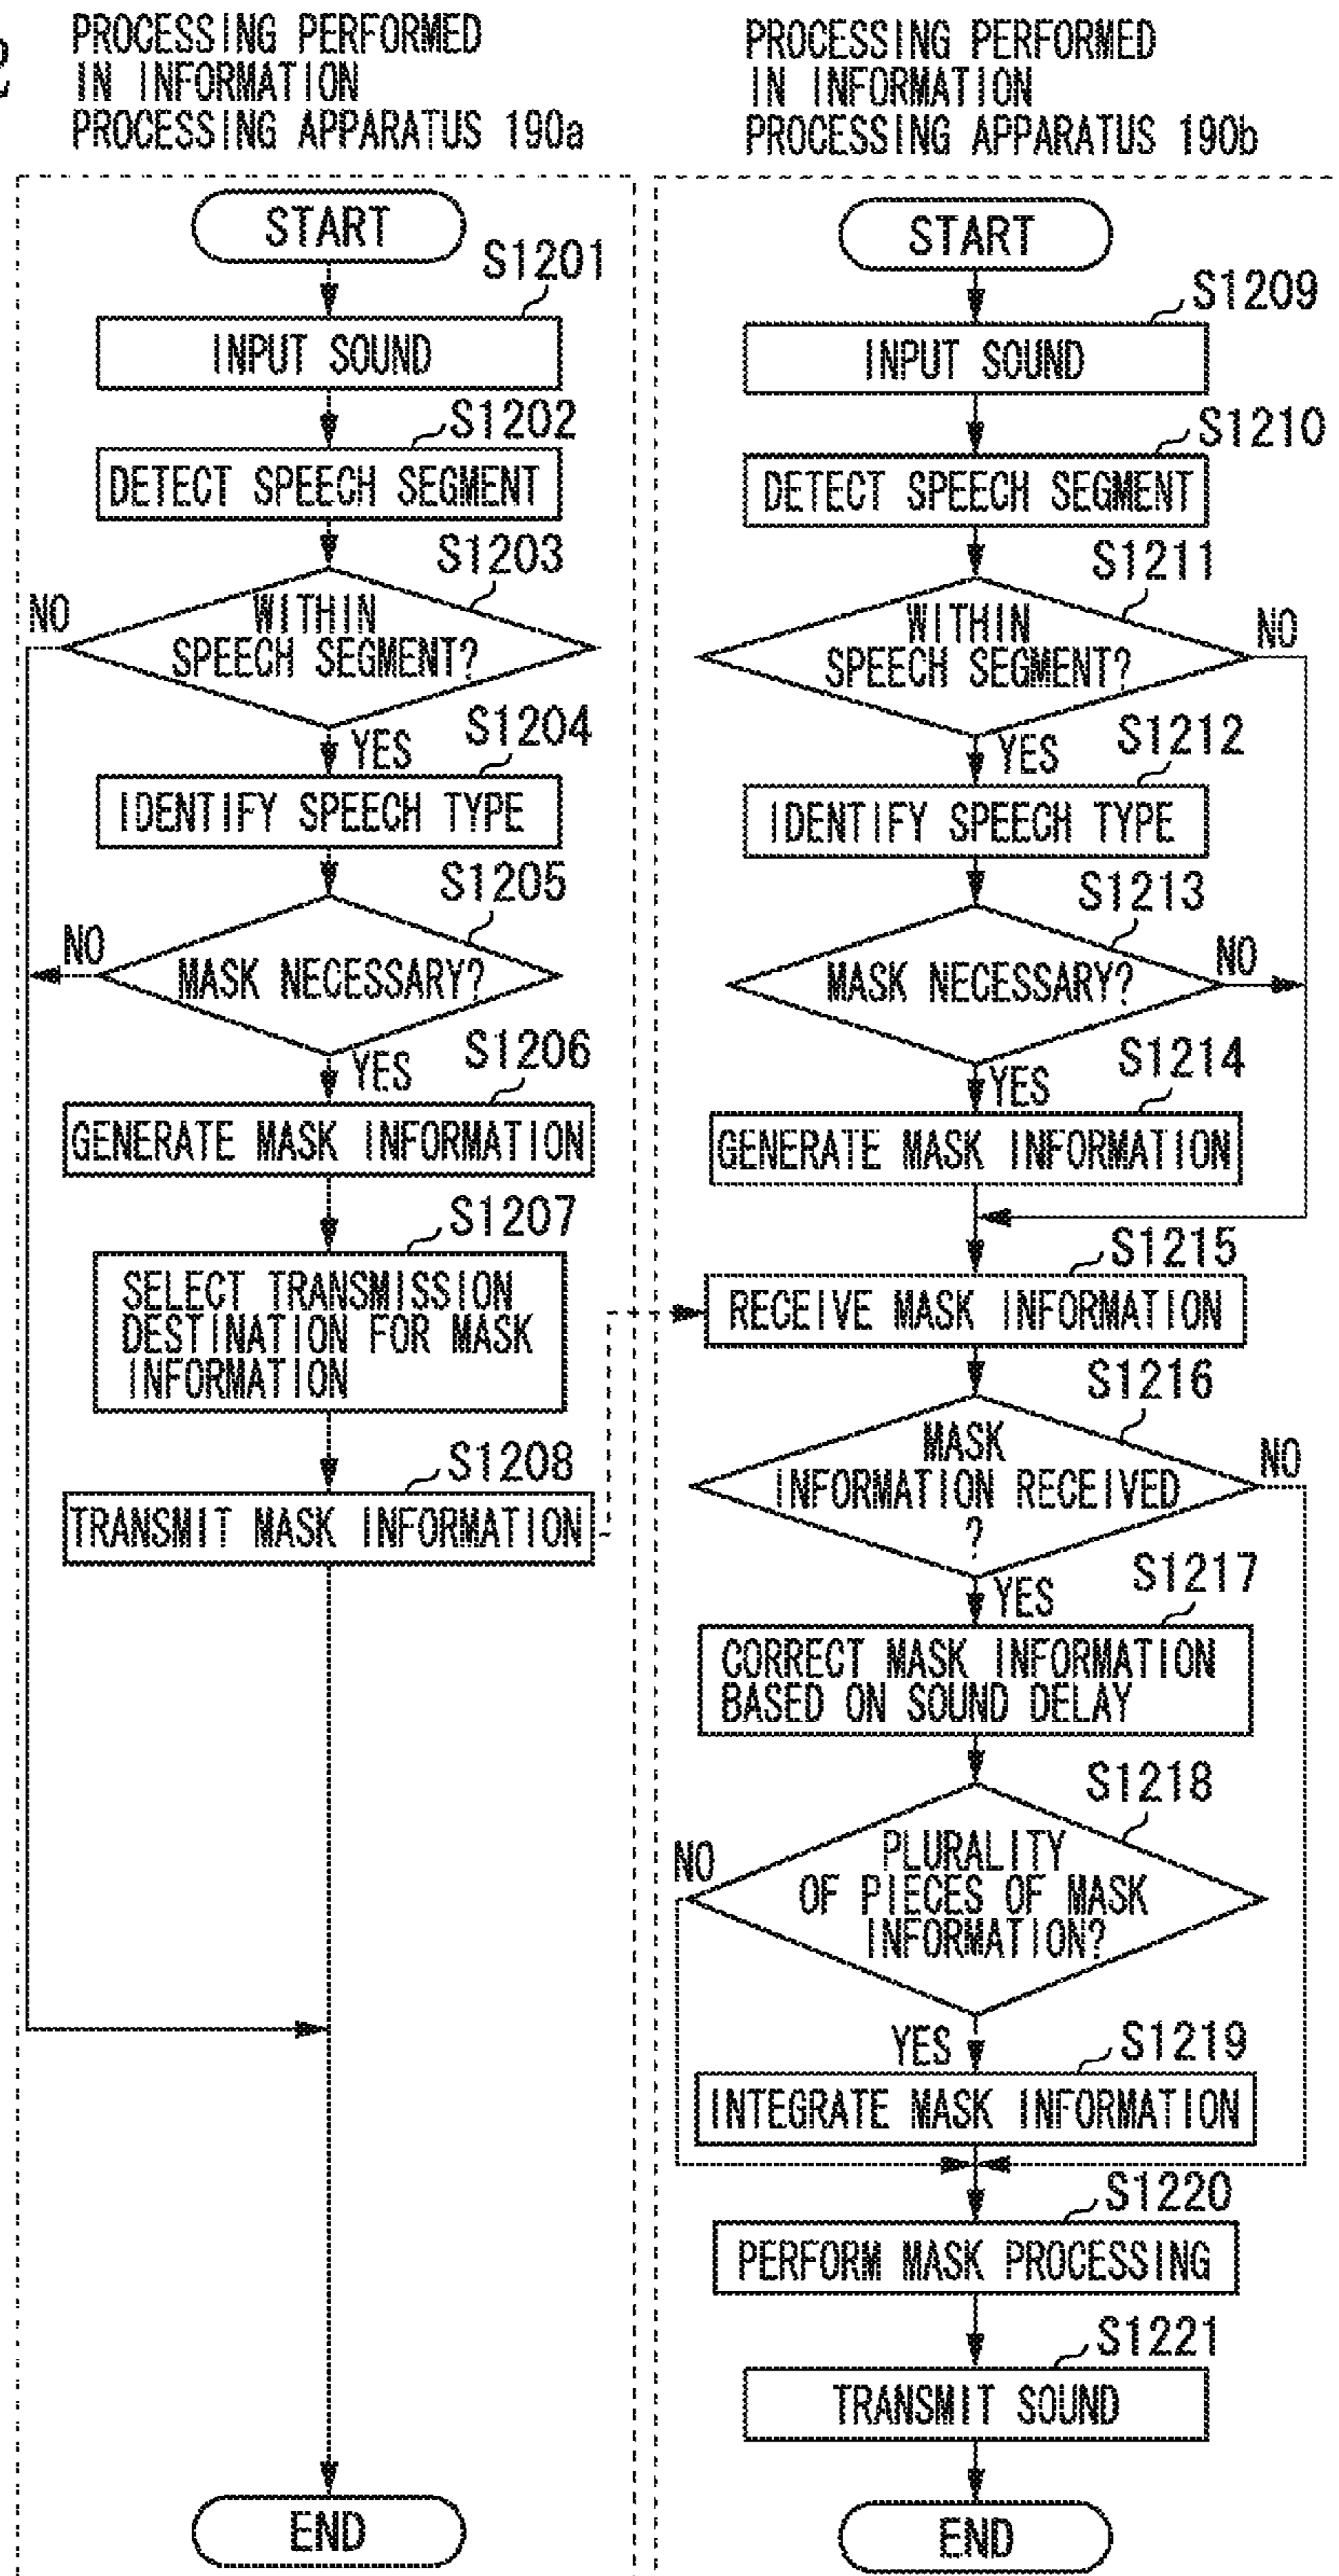 2
PROCESSING PERFORMED
IN INFORMATION
PROCESSING APPARATUS 190a
START
S1201
INPUT SOUND
S1202
DETECT SPEECH SEGMENT
S1203
WITHIN
SPEECH SEGMENT?
NO
YES
S1204
IDENTIFY SPEECH TYPE
S1205
MASK NECESSARY?
NO
YES
S1206
GENERATE MASK INFORMATION
S1207
SELECT TRANSMISSION
DESTINATION FOR MASK
INFORMATION
S1208
TRANSMIT MASK INFORMATION
END
PROCESSING PERFORMED
IN INFORMATION
PROCESSING APPARATUS 190b
START
S1209
INPUT SOUND
S1210
DETECT SPEECH SEGMENT
S1211
WITHIN
SPEECH SEGMENT?
NO
YES
S1212
IDENTIFY SPEECH TYPE
S1213
MASK NECESSARY?
NO
YES
S1214
GENERATE MASK INFORMATION
S1215
RECEIVE MASK INFORMATION
S1216
MASK
INFORMATION RECEIVED
?
NO
YES
S1217
CORRECT MASK INFORMATION
BASED ON SOUND DELAY
S1218
PLURALITY
OF PIECES OF MASK
INFORMATION?
NO
YES
S1219
INTEGRATE MASK INFORMATION
S1220
PERFORM MASK PROCESSING
S1221
TRANSMIT SOUND
END